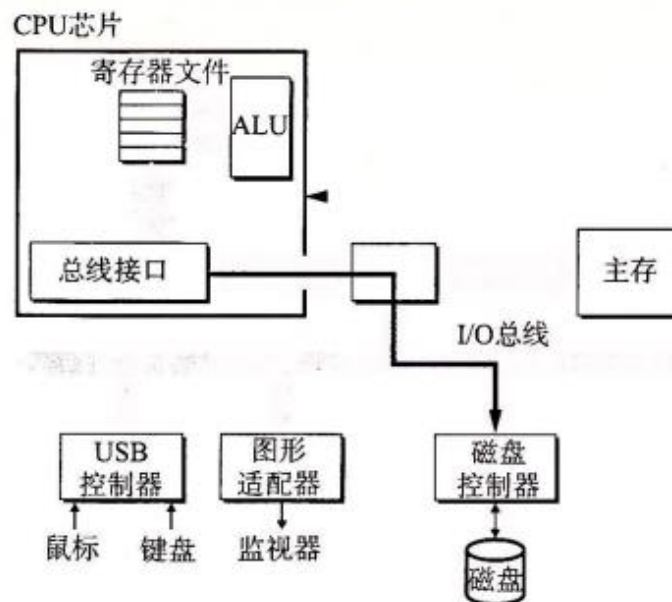 CPU芯片
寄存器文件
ALU
总线接口
主存
I/O总线
USB
控制器
图形
适配器
磁盘
控制器
鼠标
键盘
监视器
磁盘